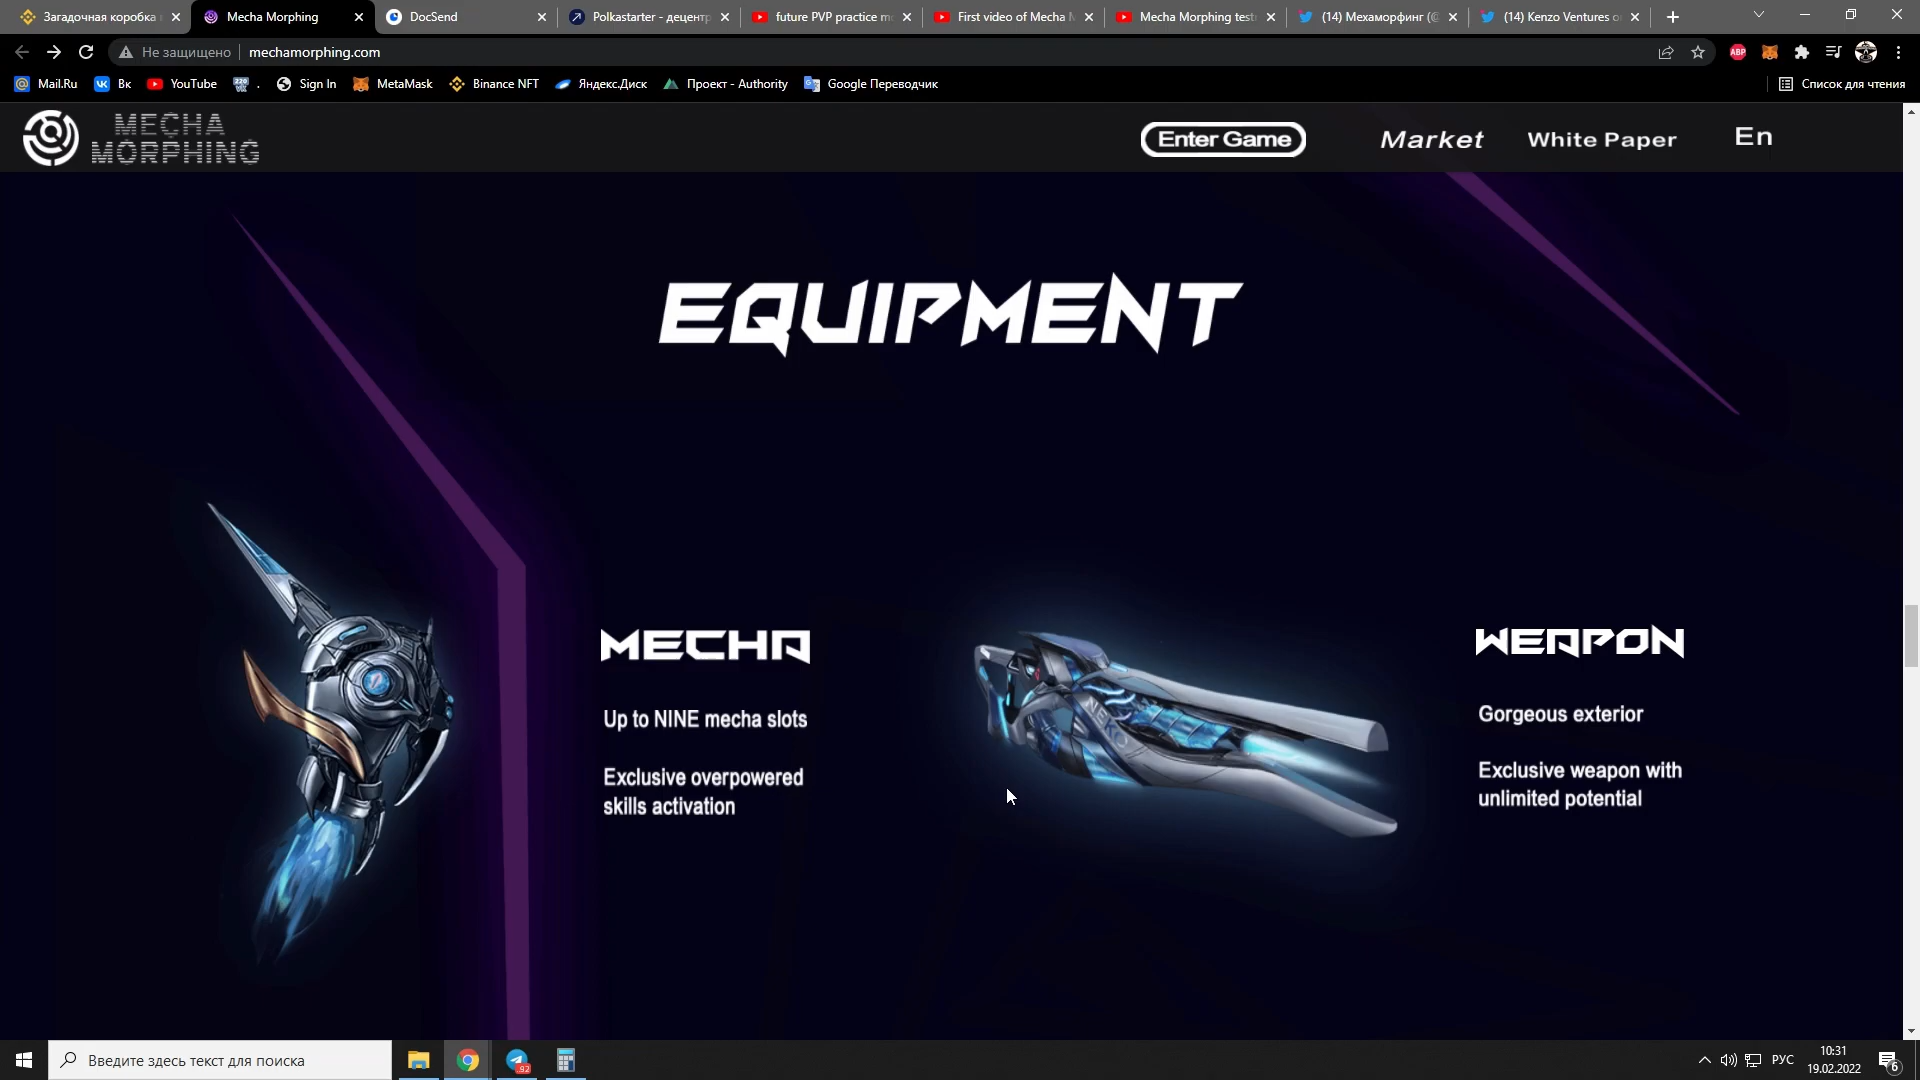 Загадочная коробка
Mecha Morphing
DocSend
Polkastarter - децентр
future PVP practice m
First video of Mecha
Mecha Morphing test
(14) Мехаморфинг (@
(14) Kenzo Ventures o
Не защищено
mechamorphing.com
ABP
Mail.Ru
Вк
YouTube
.
Sign In
MetaMask
Binance NFT
Яндекс.Диск
Проект - Authority
Google Переводчик
Список для чтения
MECHA
MORPHING
Enter Game
Market
White Paper
En
EQUIPMENT
MECHA
Up to NINE mecha slots
Exclusive overpowered
skills activation
WEAPON
Gorgeous exterior
Exclusive weapon with
unlimited potential
Введите здесь текст для поиска
92
РУС
10:31
19.02.2022
6